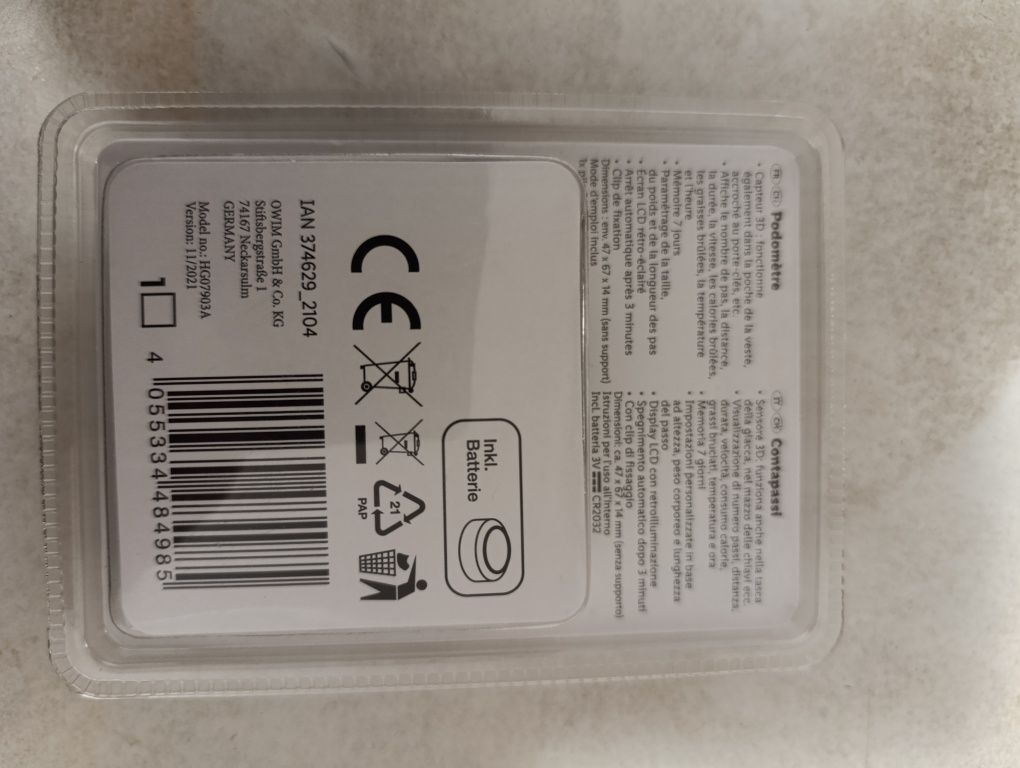 FR CH Podomètre
• Capteur 3D : fonctionne
également dans la poche de la veste,
accroché au porte-clés, etc.
• Affiche le nombre de pas, la distance,
la durée, la vitesse, les calories brûlées,
les graisses brûlées, la température
et l'heure
• Mémoire 7 jours
• Paramétrage de la taille,
du poids et de la longueur des pas
• Écran LCD rétro-éclairé
• Arrêt automatique après 3 minutes
• Clip de fixation
Dimensions : env. 47 x 67 x 14 mm (sans support)
Mode d'emploi inclus
IT CH Contapassi
• Sensore 3D: funziona anche nella tasca
della giacca, nel mazzo delle chiavi ecc.
• Visualizzazione di numero passi, distanza,
durata, velocità, consumo calorie,
grassi bruciati, temperatura e ora
• Memoria 7 giorni
• Impostazioni personalizzate in base
ad altezza, peso corporeo e lunghezza
del passo
• Display LCD con retroilluminazione
• Spegnimento automatico dopo 3 minuti
• Con clip di fissaggio
Dimensioni: ca. 47 x 67 x 14 mm (senza supporto)
Istruzioni per l'uso all'interno
Incl. batteria 3V CR2032
Inkl.
Batterie
CE
21
PAP
IAN 374629_2104
OWIM GmbH & Co. KG
Stiftsbergstraße 1
74167 Neckarsulm
GERMANY
Model no.: HG07903A
Version: 11/2021
1
4 055334 484985